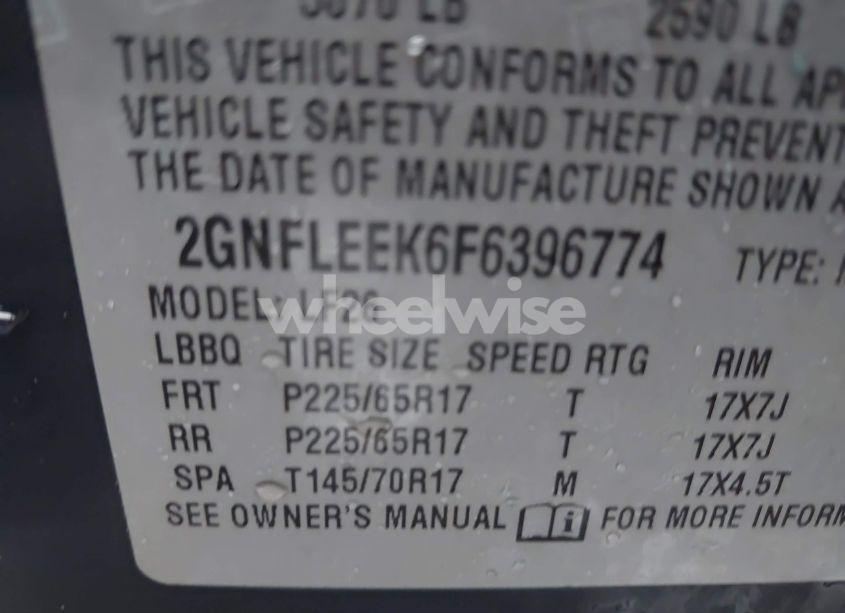 2590 LB
THIS VEHICLE CONFORMS TO ALL
VEHICLE SAFETY AND THEFT PREVENT
THE DATE OF MANUFACTURE SHOWN
2GNFLEEK6F6396774 TYPE:
MODEL:
wheelwise
LBBQ TIRE SIZE SPEED RTG RIM
FRT P225/65R17 T 17X7J
RR P225/65R17 T 17X7J
SPA T145/70R17 M 17X4.5T
SEE OWNER'S MANUAL i FOR MORE INFORM